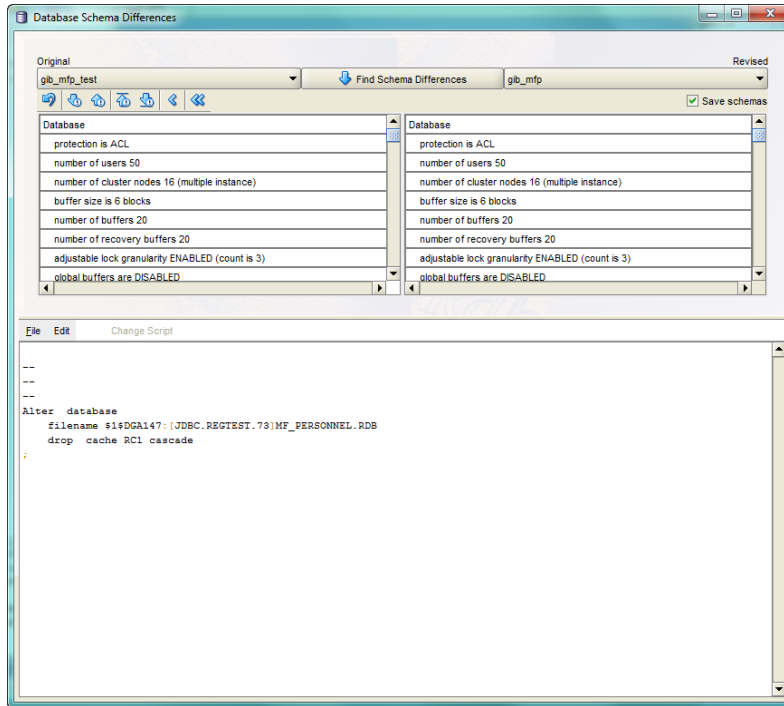 Database Schema Differences
Original
Revised
gib_mfp_test
Find Schema Differences
gib_mfp
Save schemas
Database
protection is ACL
number of users 50
number of cluster nodes 16 (multiple instance)
buffer size is 6 blocks
number of buffers 20
number of recovery buffers 20
adjustable lock granularity ENABLED (count is 3)
global buffers are DISABLED
Database
protection is ACL
number of users 50
number of cluster nodes 16 (multiple instance)
buffer size is 6 blocks
number of buffers 20
number of recovery buffers 20
adjustable lock granularity ENABLED (count is 3)
global buffers are DISABLED
File Edit Change Script
--
--
--
Alter database
filename $1$DGA147:[JDBC.REGTEST.73]MF_PERSONNEL.RDB
drop cache RC1 cascade
;